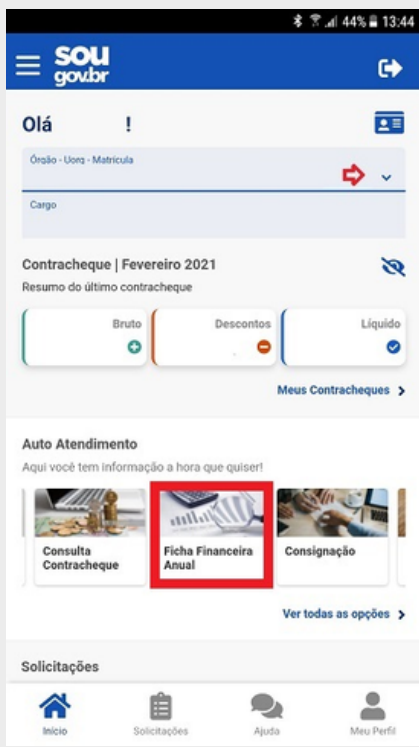 44% 13:44
sou
gov.br
Olá !
Órgão - Uorg - Matrícula
Cargo
Contracheque | Fevereiro 2021
Resumo do último contracheque
Bruto Descontos Líquido
Meus Contracheques
Auto Atendimento
Aqui você tem informação a hora que quiser!
Consulta Ficha Financeira Consignação
Contracheque Anual
Ver todas as opções
Solicitações
Início Solicitações Ajuda Meu Perfil